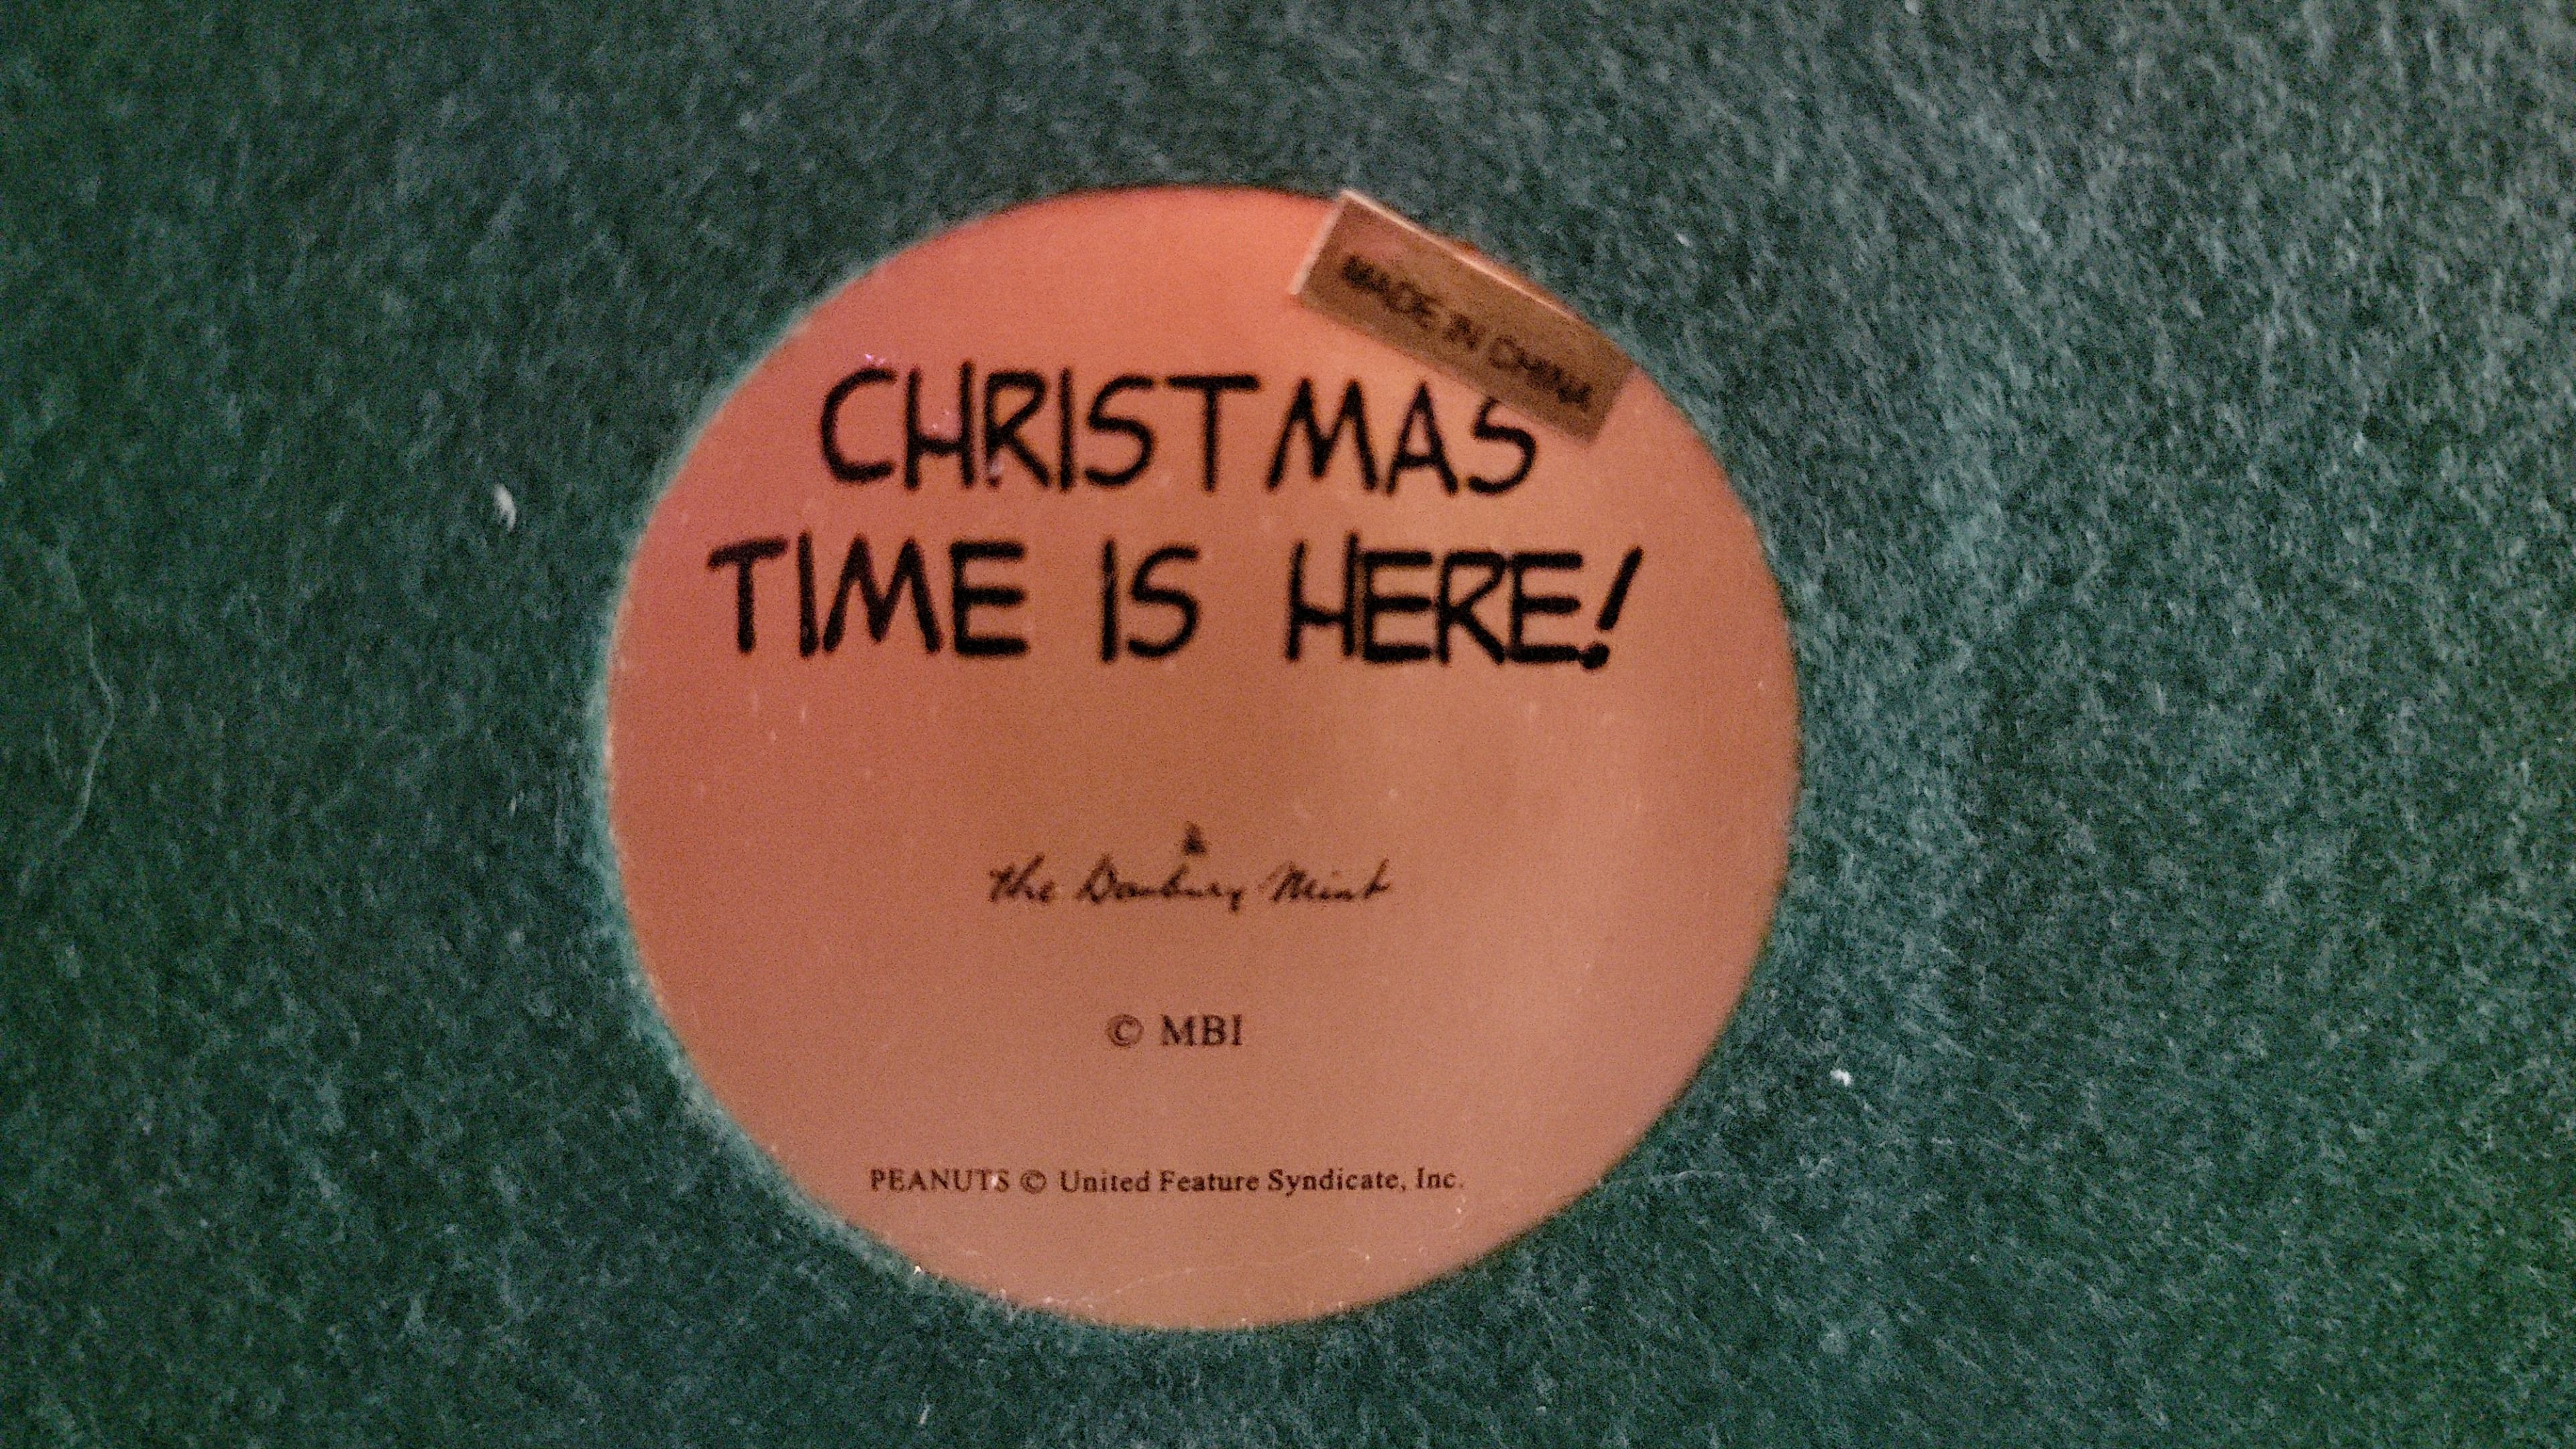 MADE IN CHINA
CHRISTMAS
TIME IS HERE!
the Danbury Mint
© MBI
PEANUTS © United Feature Syndicate, Inc.